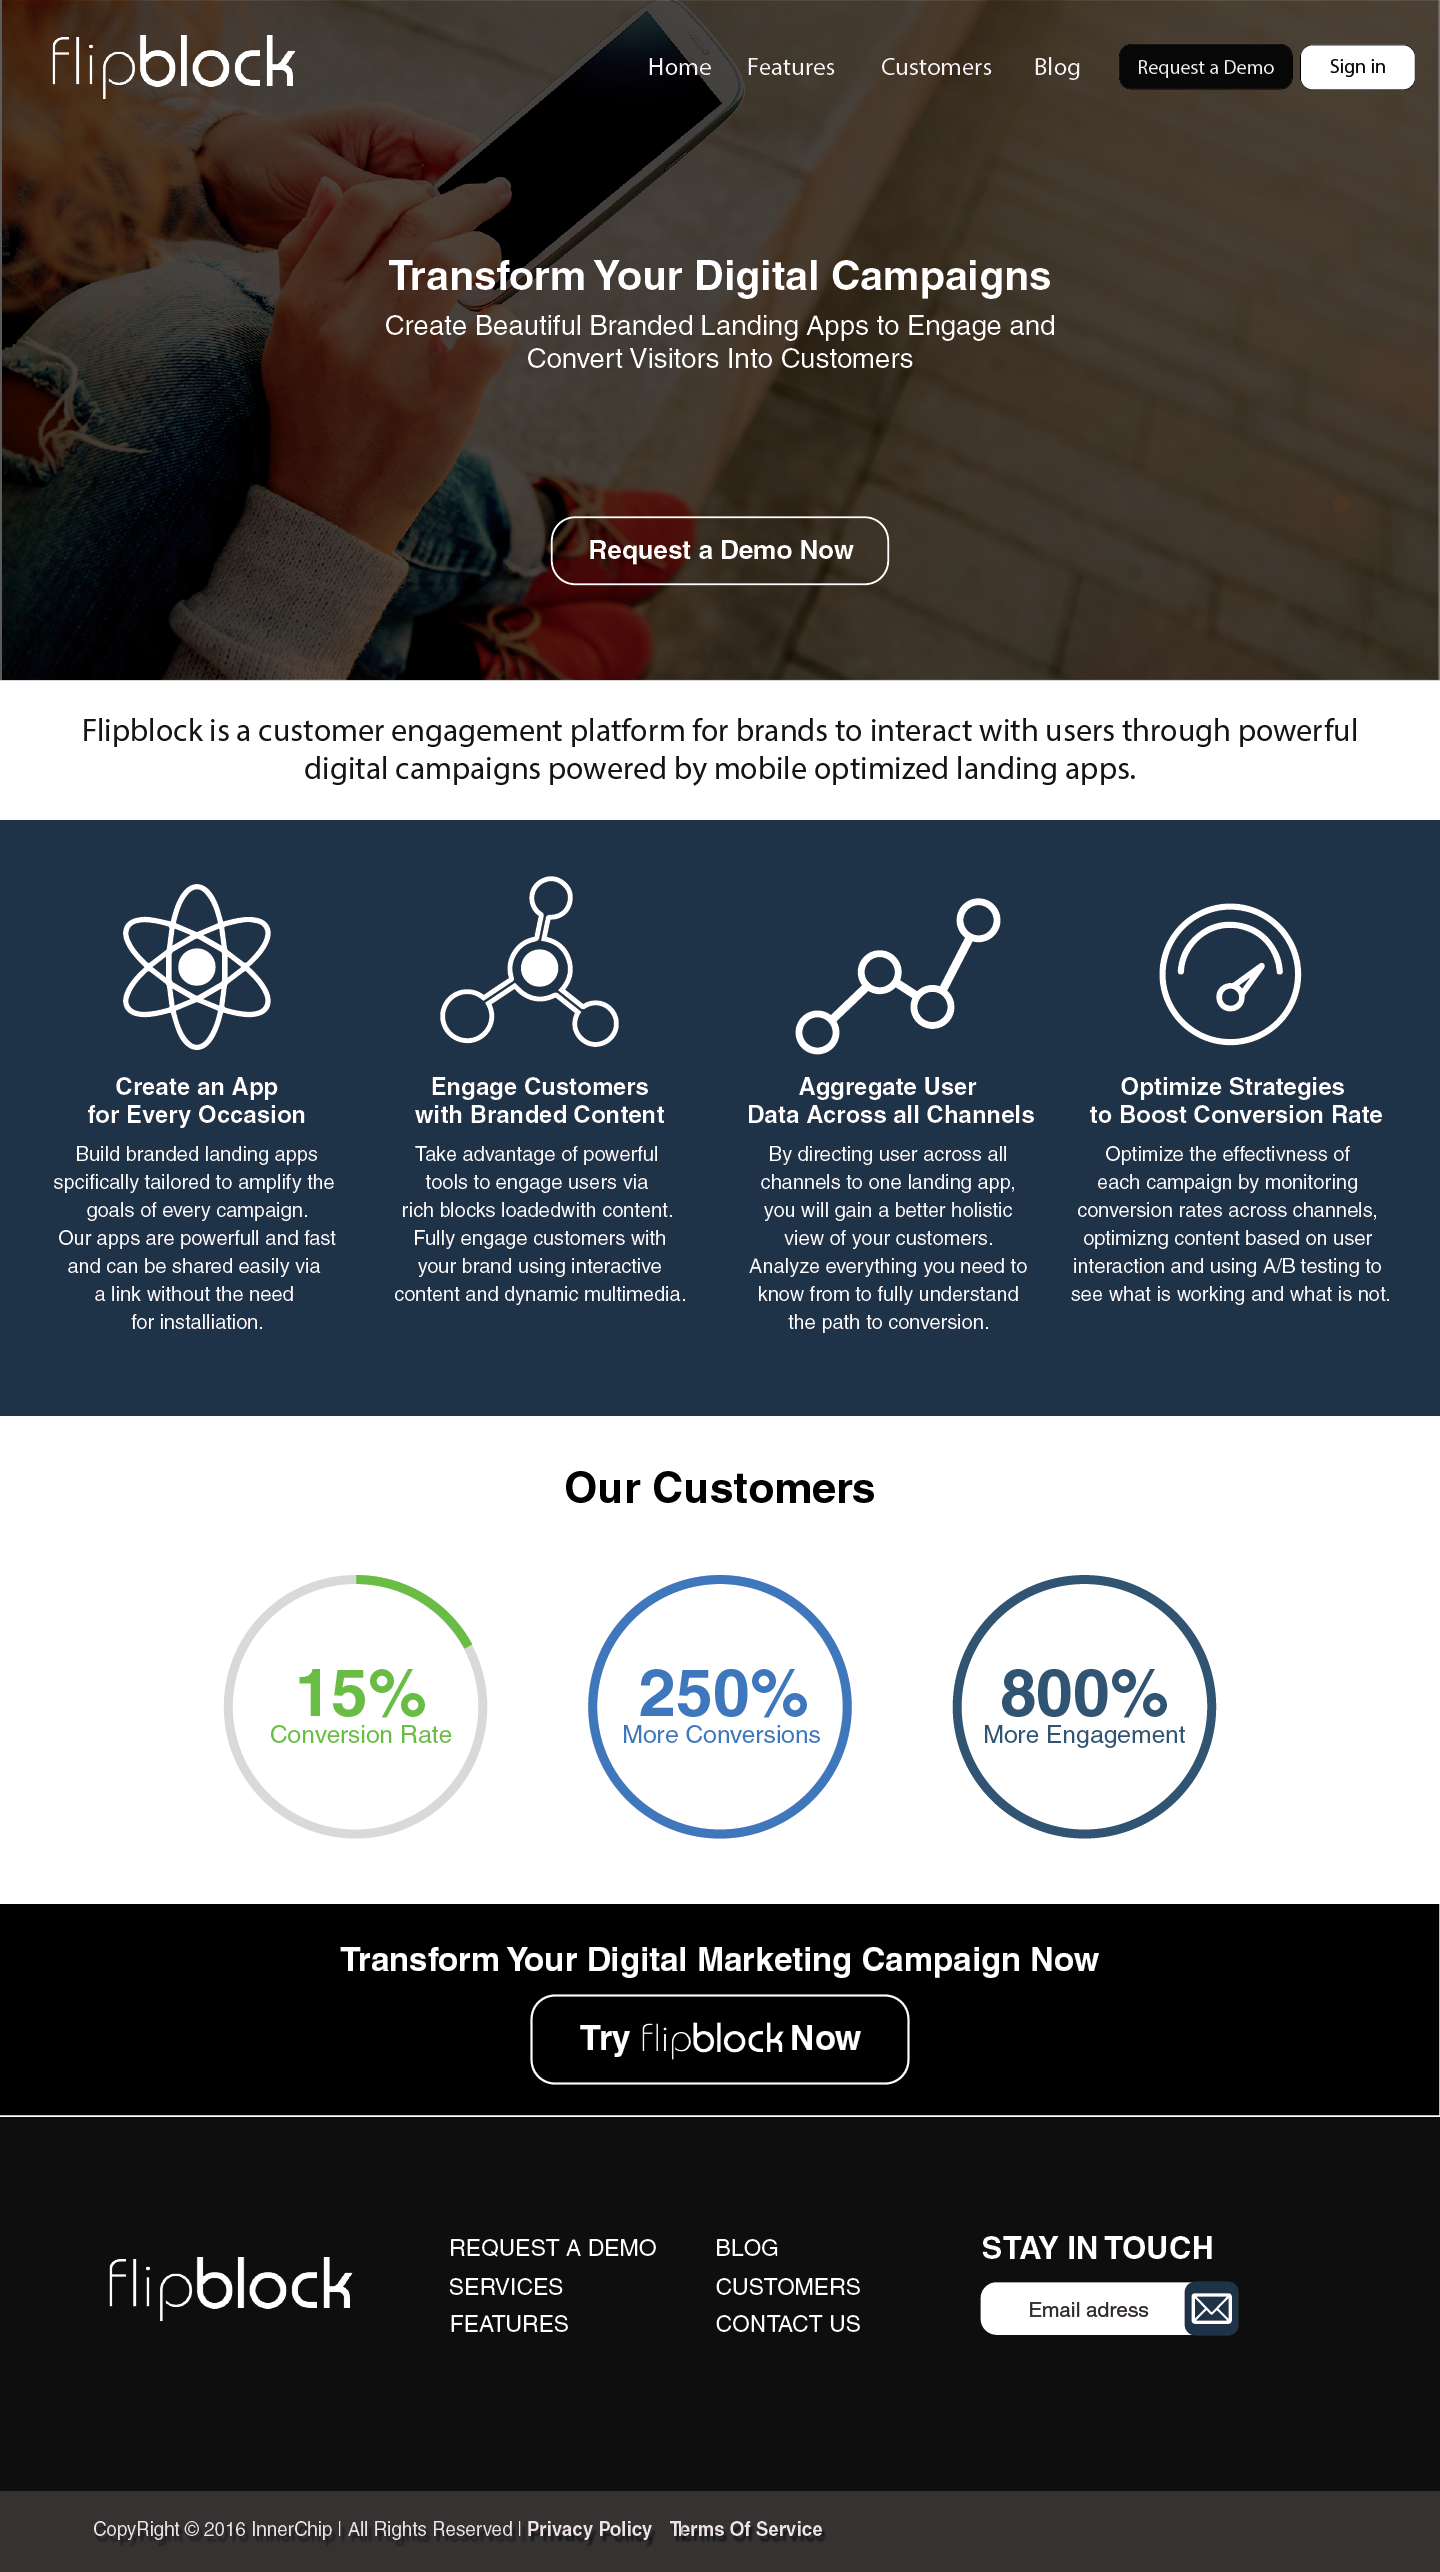 flipblock
Home Features Customers Blog Request a Demo Sign in
Transform Your Digital Campaigns
Create Beautiful Branded Landing Apps to Engage and
Convert Visitors Into Customers
Request a Demo Now
Flipblock is a customer engagement platform for brands to interact with users through powerful
digital campaigns powered by mobile optimized landing apps.
Create an App
for Every Occasion
Build branded landing apps
spcifically tailored to amplify the
goals of every campaign.
Our apps are powerfull and fast
and can be shared easily via
a link without the need
for installiation.
Engage Customers
with Branded Content
Take advantage of powerful
tools to engage users via
rich blocks loadedwith content.
Fully engage customers with
your brand using interactive
content and dynamic multimedia.
Aggregate User
Data Across all Channels
By directing user across all
channels to one landing app,
you will gain a better holistic
view of your customers.
Analyze everything you need to
know from to fully understand
the path to conversion.
Optimize Strategies
to Boost Conversion Rate
Optimize the effectivness of
each campaign by monitoring
conversion rates across channels,
optimizng content based on user
interaction and using A/B testing to
see what is working and what is not.
Our Customers
15%
Conversion Rate
250%
More Conversions
800%
More Engagement
Transform Your Digital Marketing Campaign Now
Try flipblock Now
flipblock
REQUEST A DEMO
SERVICES
FEATURES
BLOG
CUSTOMERS
CONTACT US
STAY IN TOUCH
Email adress
CopyRight © 2016 InnerChip | All Rights Reserved | Privacy Policy Terms Of Service